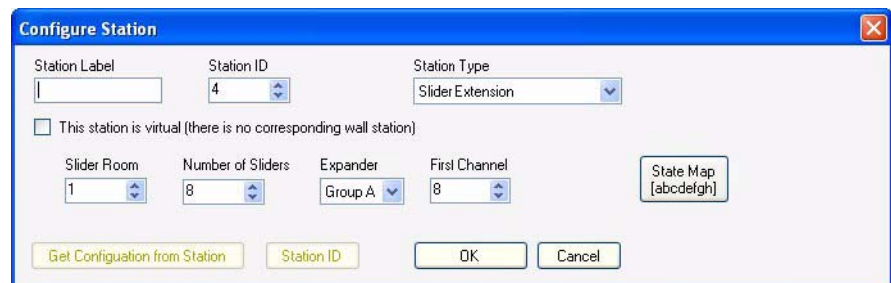 Configure Station
Station Label Station ID Station Type
4 Slider Extension
This station is virtual (there is no corresponding wall station)
Slider Room Number of Sliders Expander First Channel
1 8 Group A 8
State Map
[abcdefgh]
Get Configuation from Station Station ID OK Cancel